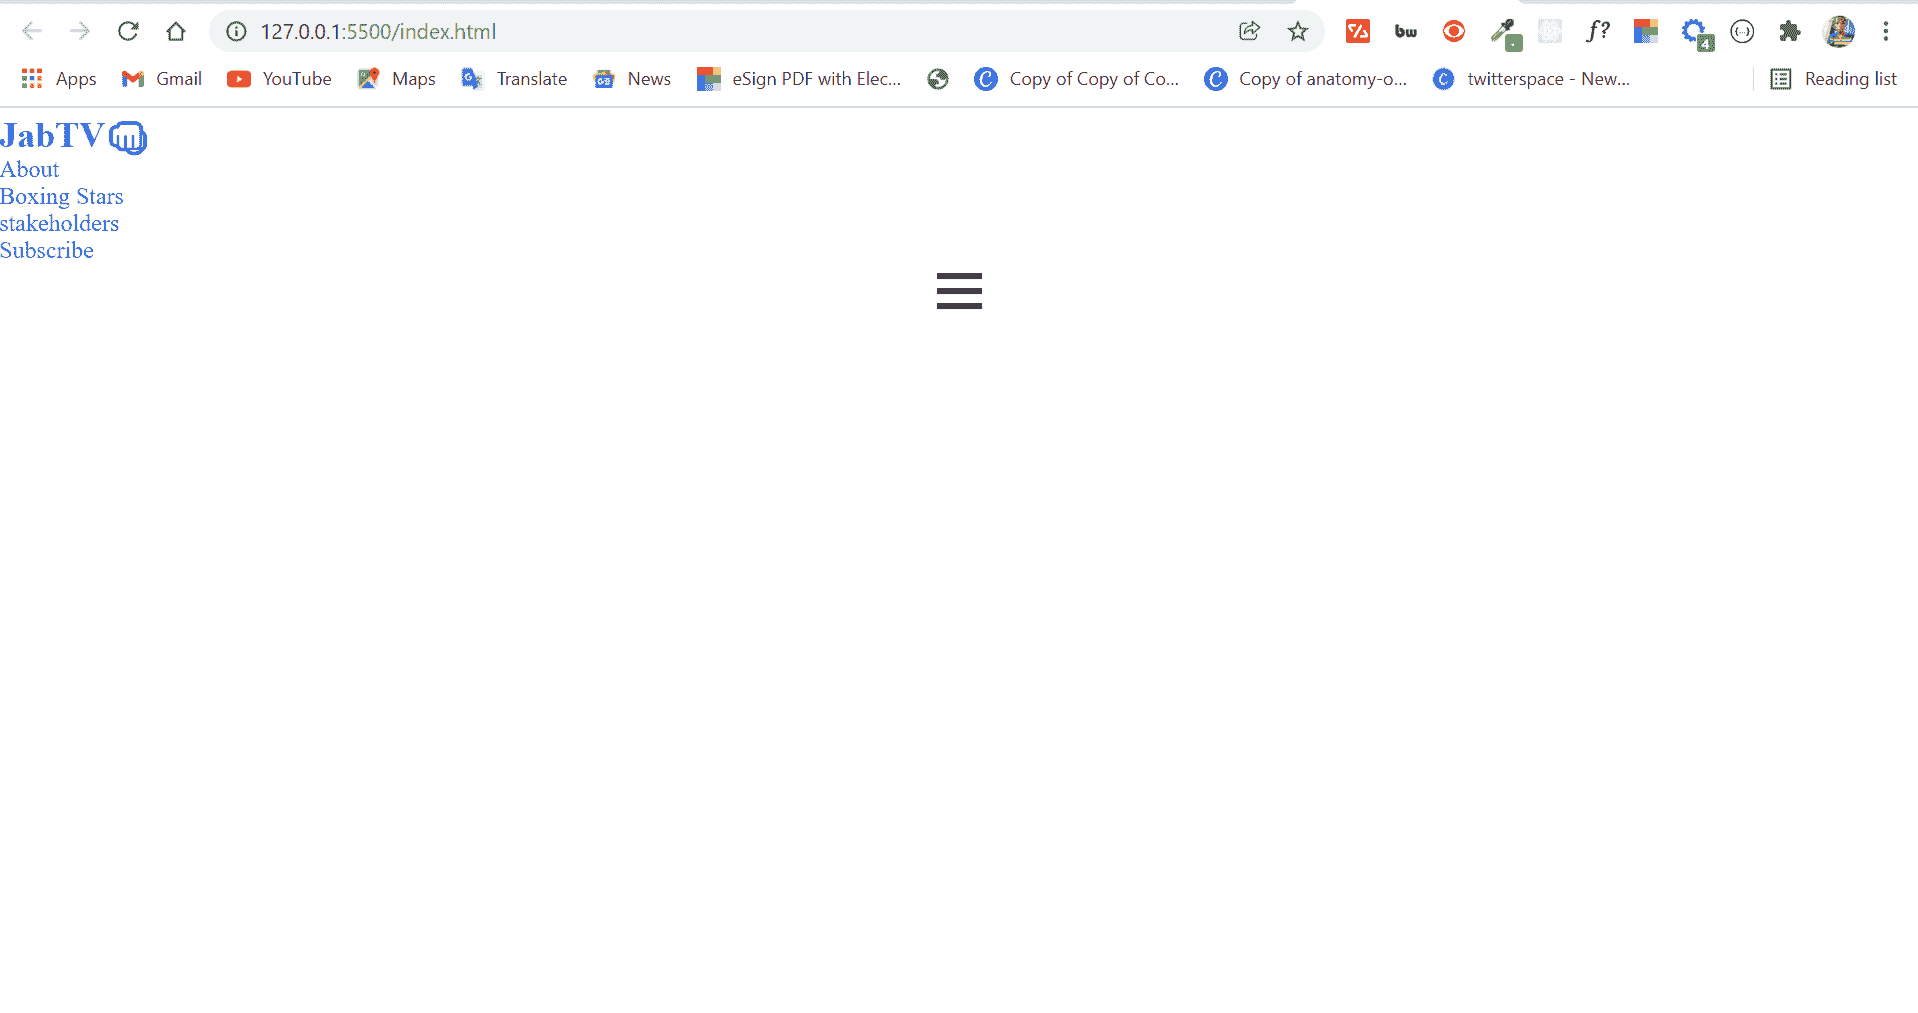 127.0.0.1:5500/index.html bw f? 4
Apps Gmail YouTube Maps Translate News eSign PDF with Elec... Copy of Copy of Co... Copy of anatomy-o... twitterspace - New... Reading list
JabTV
About
Boxing Stars
stakeholders
Subscribe